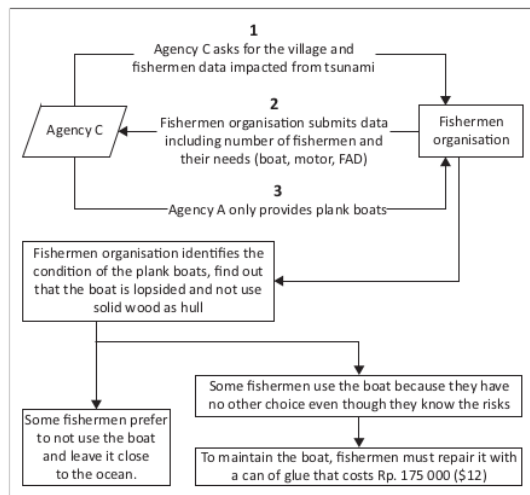 1
Agency C asks for the village and
fishermen data impacted from tsunami
2
Agency C
Fishermen organisation submits data
including number of fishermen and
their needs (boat, motor, FAD)
Fishermen
organisation
3
Agency A only provides plank boats
Fishermen organisation identifies the
condition of the plank boats, find out
that the boat is lopsided and not use
solid wood as hull
Some fishermen use the boat because they have
no other choice even though they know the risks
Some fishermen prefer
to not use the boat
and leave it close
to the ocean.
To maintain the boat, fishermen must repair it with
a can of glue that costs Rp. 175 000 ($12)